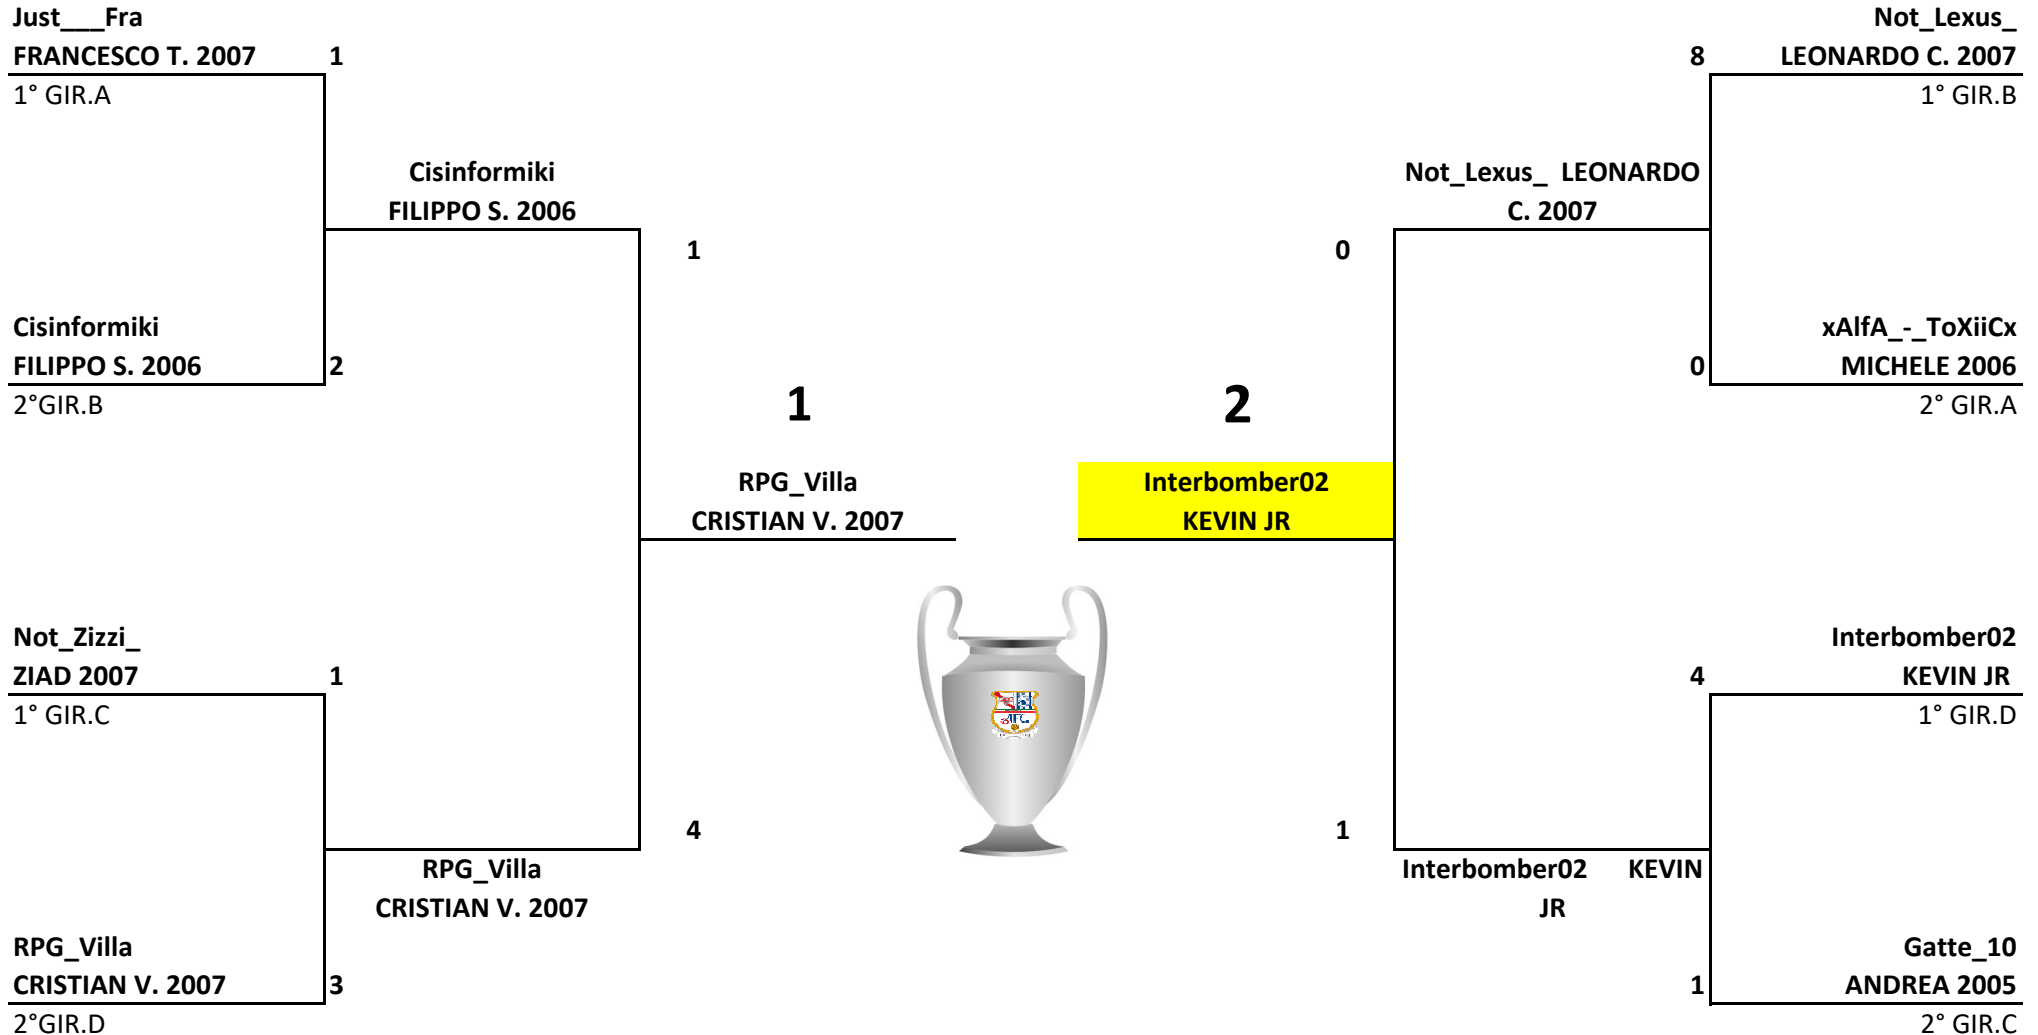 Just___Fra
FRANCESCO T. 2007
1
1° GIR.A
Cisinformiki
FILIPPO S. 2006
1
Cisinformiki
FILIPPO S. 2006
2
2°GIR.B
1
RPG_Villa
CRISTIAN V. 2007
Not_Zizzi_
ZIAD 2007
1
1° GIR.C
4
RPG_Villa
CRISTIAN V. 2007
RPG_Villa
CRISTIAN V. 2007
3
2°GIR.D
Not_Lexus_
8
LEONARDO C. 2007
1° GIR.B
Not_Lexus_ LEONARDO
C. 2007
0
xAlfA_-_ToXiiCx
0
MICHELE 2006
2° GIR.A
2
Interbomber02
KEVIN JR
Interbomber02
4
KEVIN JR
1° GIR.D
1
Interbomber02 KEVIN
JR
Gatte_10
1
ANDREA 2005
2° GIR.C
AFC